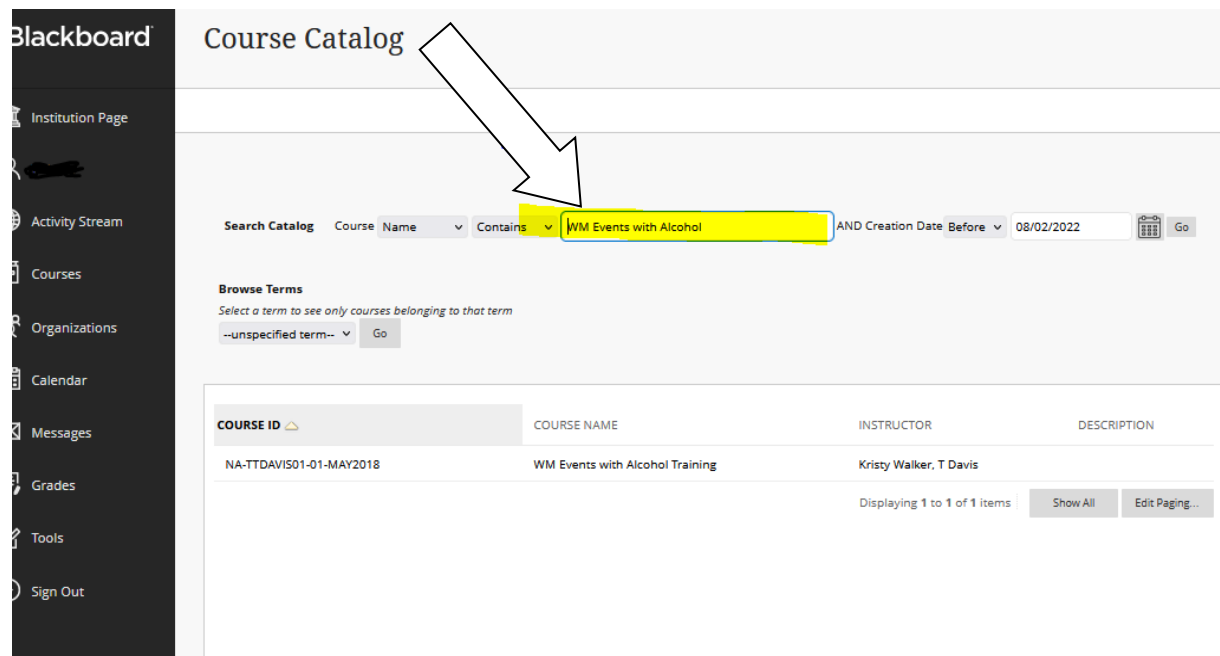 Blackboard
Course Catalog
Institution Page
Activity Stream
Search Catalog Course Name Contains WM Events with Alcohol AND Creation Date Before 08/02/2022 Go
Courses
Browse Terms
Select a term to see only courses belonging to that term
Organizations
--unspecified term-- Go
Calendar
COURSE ID COURSE NAME INSTRUCTOR DESCRIPTION
Messages
NA-TTDAVIS01-01-MAY2018 WM Events with Alcohol Training Kristy Walker, T Davis
Grades
Displaying 1 to 1 of 1 items Show All Edit Paging...
Tools
Sign Out